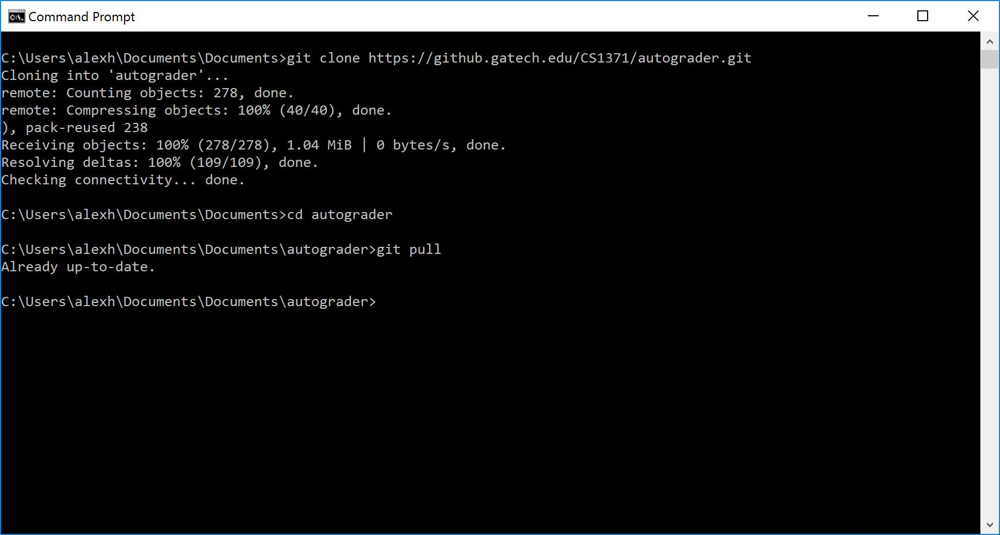 Command Prompt
C:\Users\alexh\Documents\Documents>git clone https://github.gatech.edu/CS1371/autograder.git
Cloning into 'autograder'...
remote: Counting objects: 278, done.
remote: Compressing objects: 100% (40/40), done.
), pack-reused 238
Receiving objects: 100% (278/278), 1.04 MiB | 0 bytes/s, done.
Resolving deltas: 100% (109/109), done.
Checking connectivity... done.
C:\Users\alexh\Documents\Documents>cd autograder
C:\Users\alexh\Documents\Documents\autograder>git pull
Already up-to-date.
C:\Users\alexh\Documents\Documents\autograder>